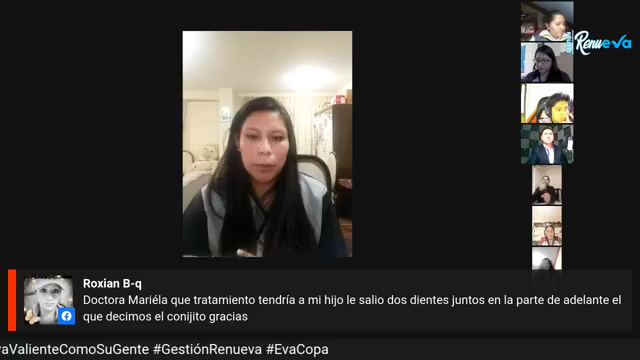 Renueva
Roxian B-q
Doctora Mariéla que tratamiento tendría a mi hijo le salio dos dientes juntos en la parte de adelante el
que decimos el conijito gracias
vaValienteComoSuGente #GestiónRenueva #EvaCopa